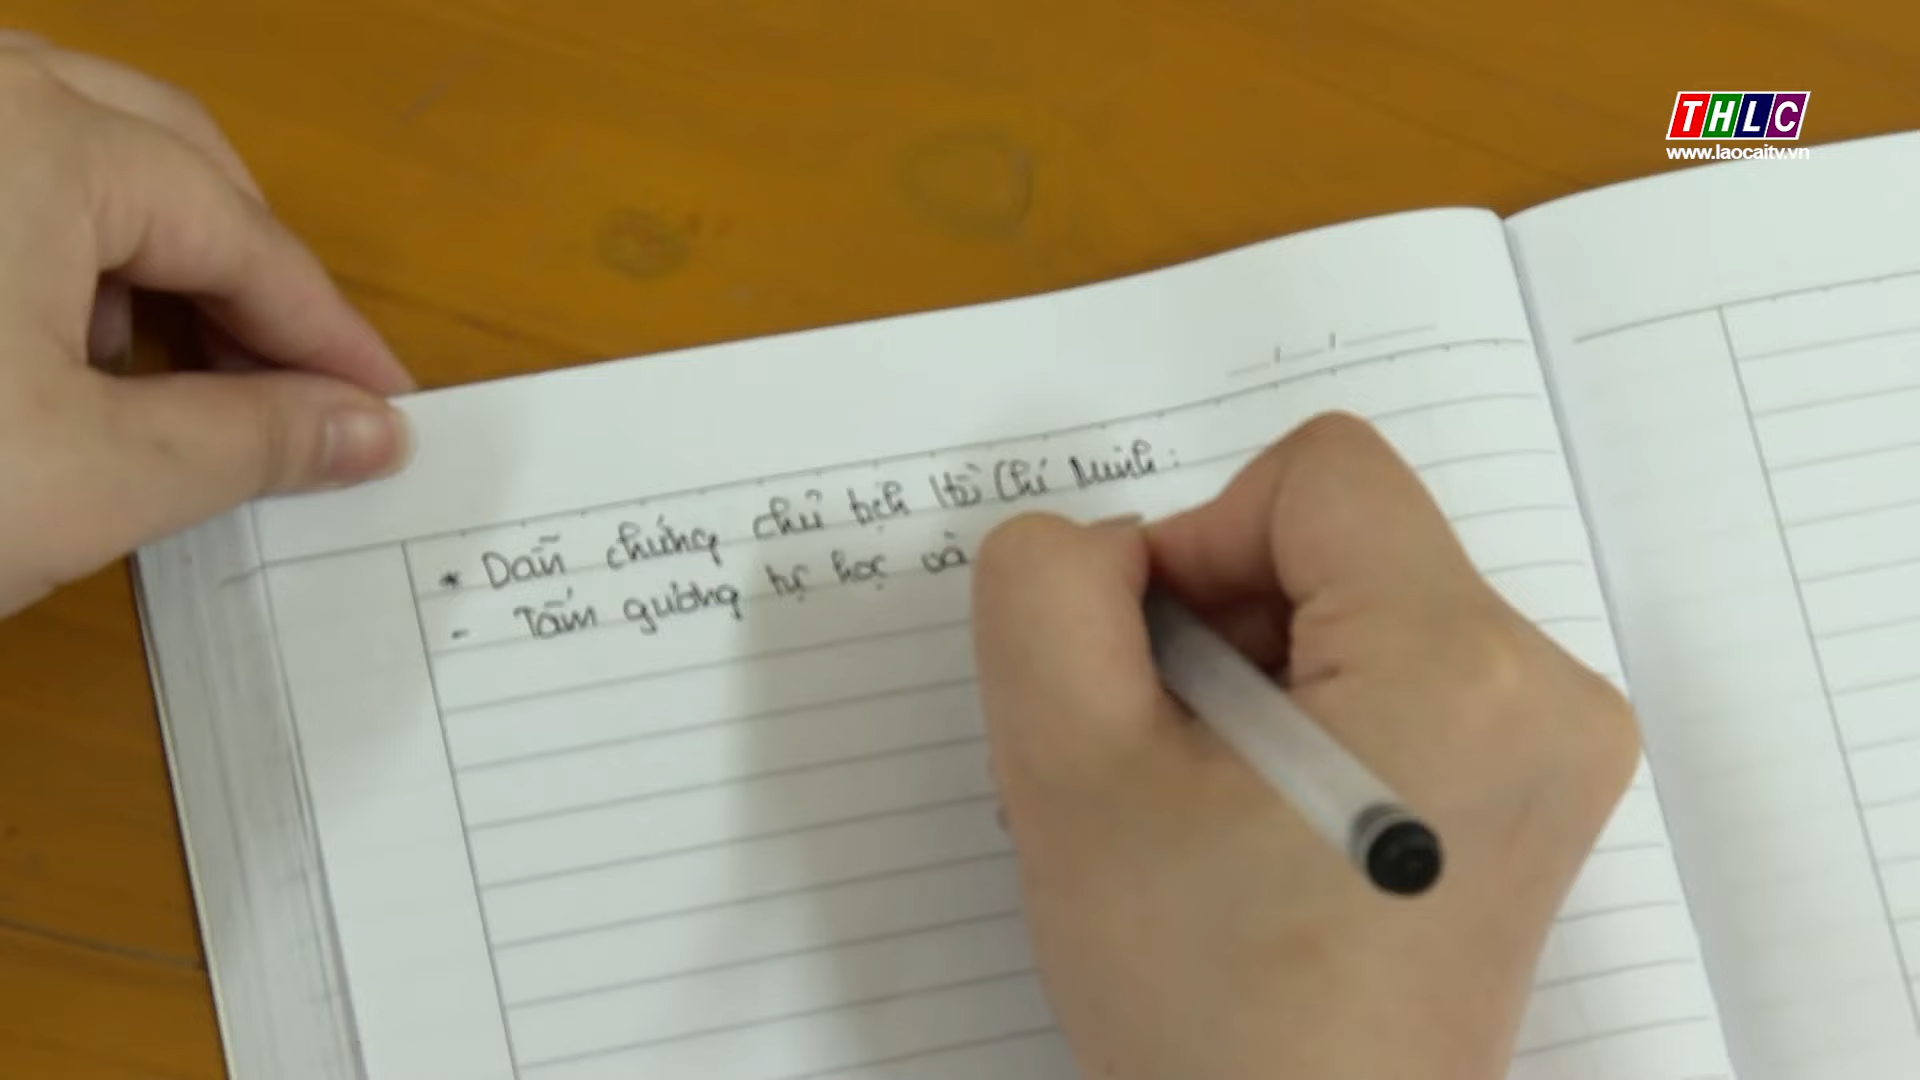 THLC
www.laocaitv.vn
* Dẫn chứng chủ tịch Hồ Chí Minh:
- Tấm gương tự học và